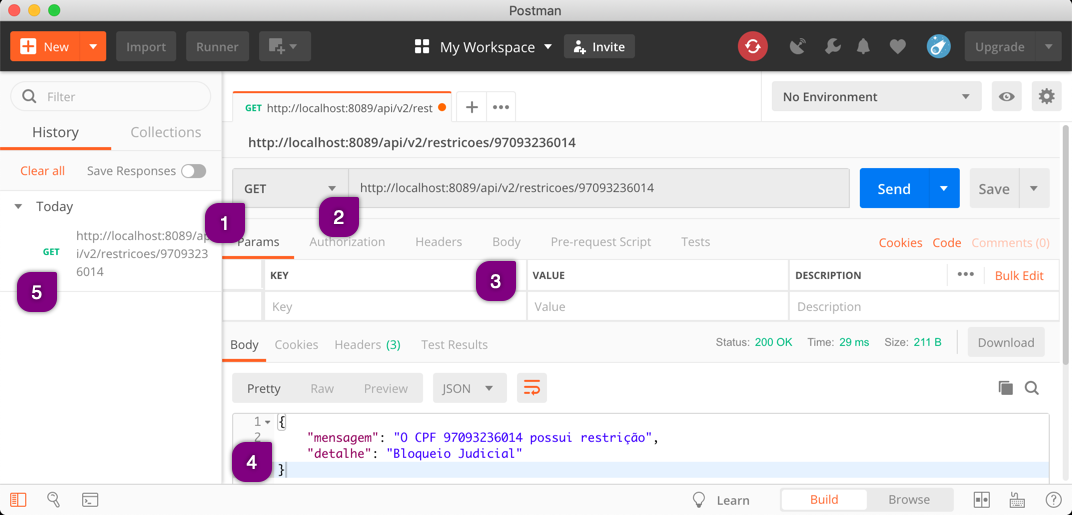 Postman
New
Import
Runner
My Workspace
Invite
Upgrade
Filter
History
Collections
Clear all
Save Responses
Today
GET
http://localhost:8089/ap
i/v2/restricoes/9709323
6014
5
GET http://localhost:8089/api/v2/rest
No Environment
http://localhost:8089/api/v2/restricoes/97093236014
GET
http://localhost:8089/api/v2/restricoes/97093236014
Send
Save
1
2
Params
Authorization
Headers
Body
Pre-request Script
Tests
Cookies
Code
Comments (0)
3
KEY
VALUE
DESCRIPTION
Bulk Edit
Key
Value
Description
Body
Cookies
Headers (3)
Test Results
Status: 200 OK
Time: 29 ms
Size: 211 B
Download
Pretty
Raw
Preview
JSON
1 {
2 "mensagem": "O CPF 97093236014 possui restrição",
"detalhe": "Bloqueio Judicial"
4
}
Learn
Build
Browse